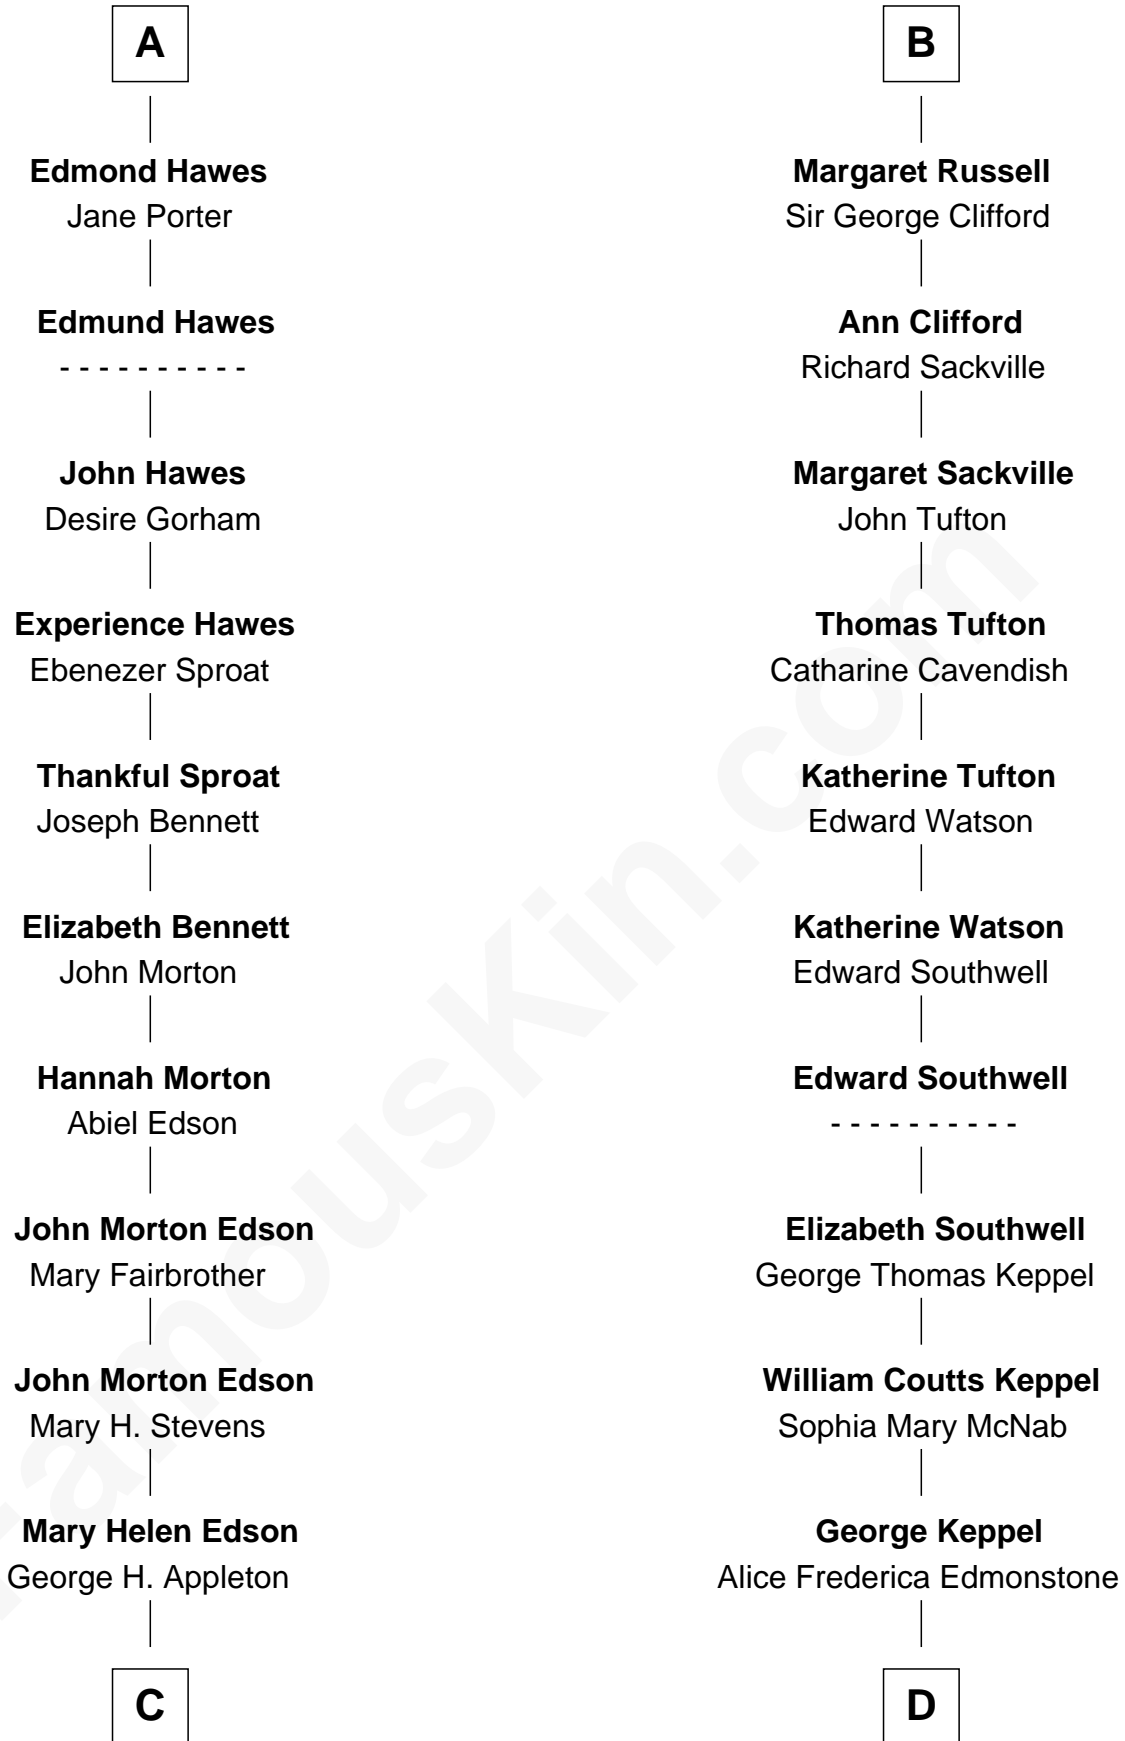 A
Edmond Hawes
Jane Porter
Edmund Hawes
- - - - - - - - - -
John Hawes
Desire Gorham
Experience Hawes
Ebenezer Sproat
Thankful Sproat
Joseph Bennett
Elizabeth Bennett
John Morton
Hannah Morton
Abiel Edson
John Morton Edson
Mary Fairbrother
John Morton Edson
Mary H. Stevens
Mary Helen Edson
George H. Appleton
C
B
Margaret Russell
Sir George Clifford
Ann Clifford
Richard Sackville
Margaret Sackville
John Tufton
Thomas Tufton
Catharine Cavendish
Katherine Tufton
Edward Watson
Katherine Watson
Edward Southwell
Edward Southwell
- - - - - - - - - -
Elizabeth Southwell
George Thomas Keppel
William Coutts Keppel
Sophia Mary McNab
George Keppel
Alice Frederica Edmonstone
D
FamousKin.com